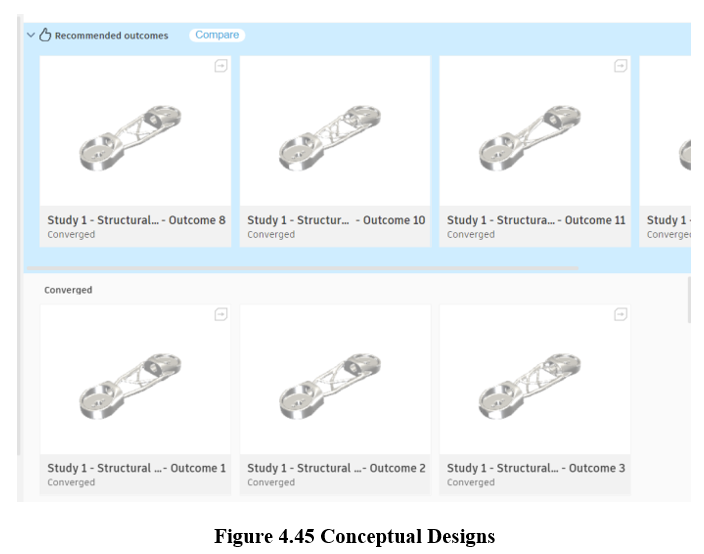 Recommended outcomes Compare
Study 1 - Structural... - Outcome 8
Converged
Study 1 - Structur... - Outcome 10
Converged
Study 1 - Structura... - Outcome 11
Converged
Study 1 -
Converged
Converged
Study 1 - Structural ...- Outcome 1
Converged
Study 1 - Structural ...- Outcome 2
Converged
Study 1 - Structural... - Outcome 3
Converged
Figure 4.45 Conceptual Designs